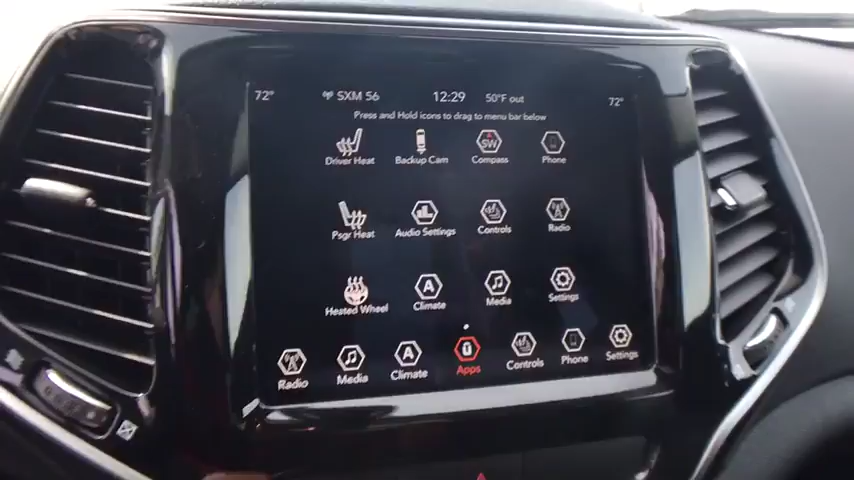 72° SXM 56 12:29 50°F out 72°
Press and Hold icons to drag to menu bar below
SW
Driver Heat Backup Cam Compass Phone
Psgr Heat Audio Settings Controls Radio
A
Heated Wheel Climate Media Settings
A
Radio Media Climate Apps Controls Phone Settings